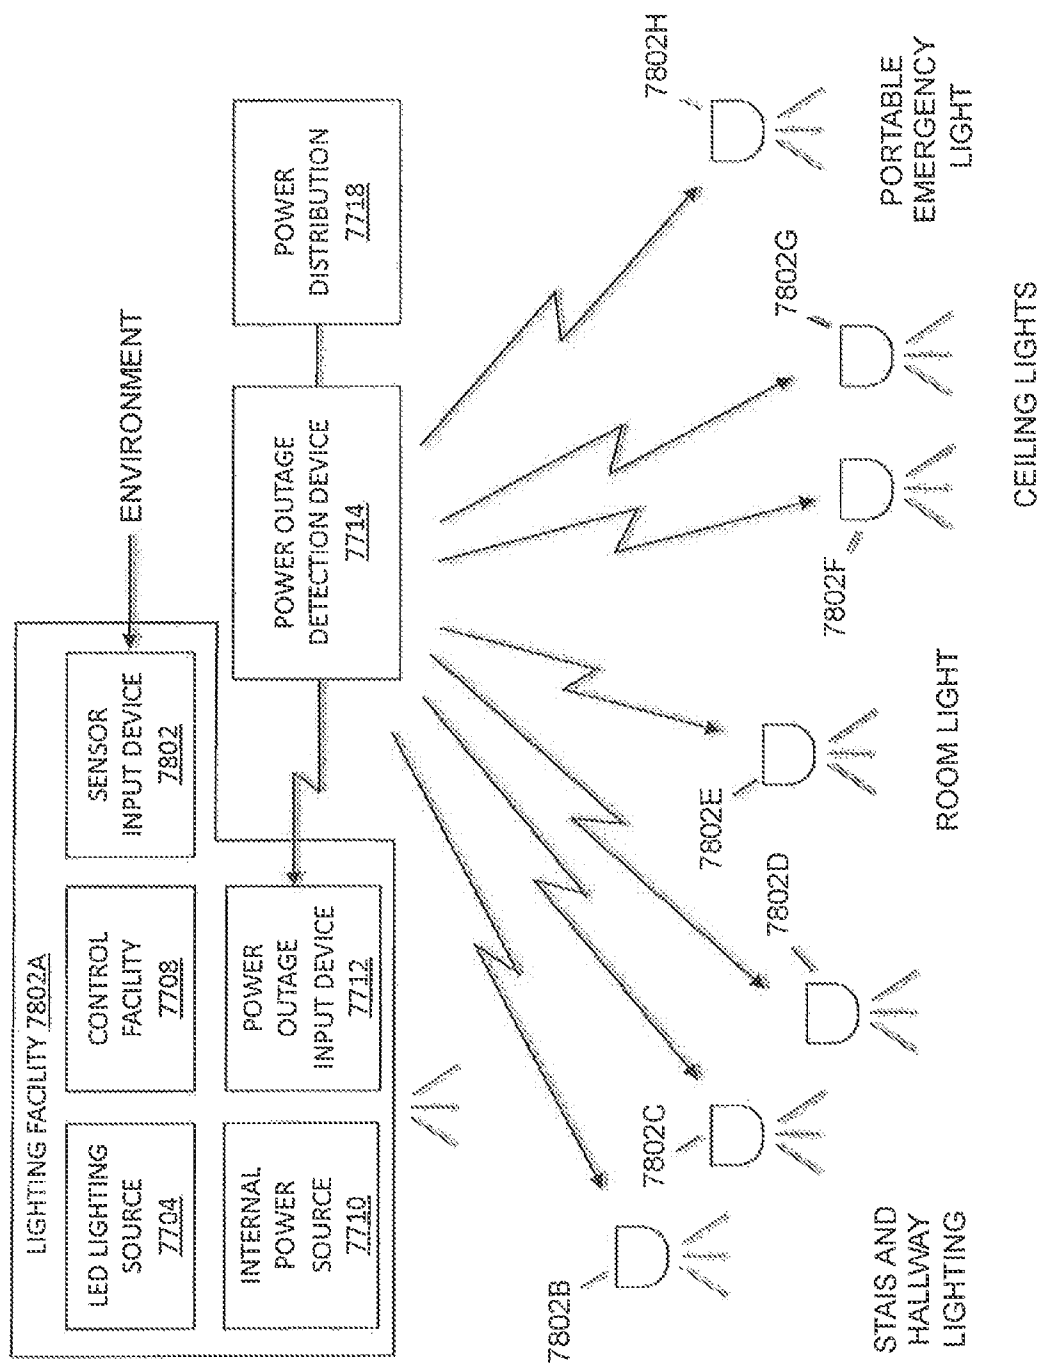 LIGHTING FACILITY 7802A
LED LIGHTING
SOURCE
7704
CONTROL
FACILITY
7708
SENSOR
INPUT DEVICE
7802
ENVIRONMENT
INTERNAL
POWER
SOURCE
7710
POWER
OUTAGE
INPUT DEVICE
7712
POWER OUTAGE
DETECTION DEVICE
7714
POWER
DISTRIBUTION
7718
7802B
7802C
7802D
7802E
7802F
7802G
7802H
STAIS AND
HALLWAY
LIGHTING
ROOM LIGHT
CEILING LIGHTS
PORTABLE
EMERGENCY
LIGHT